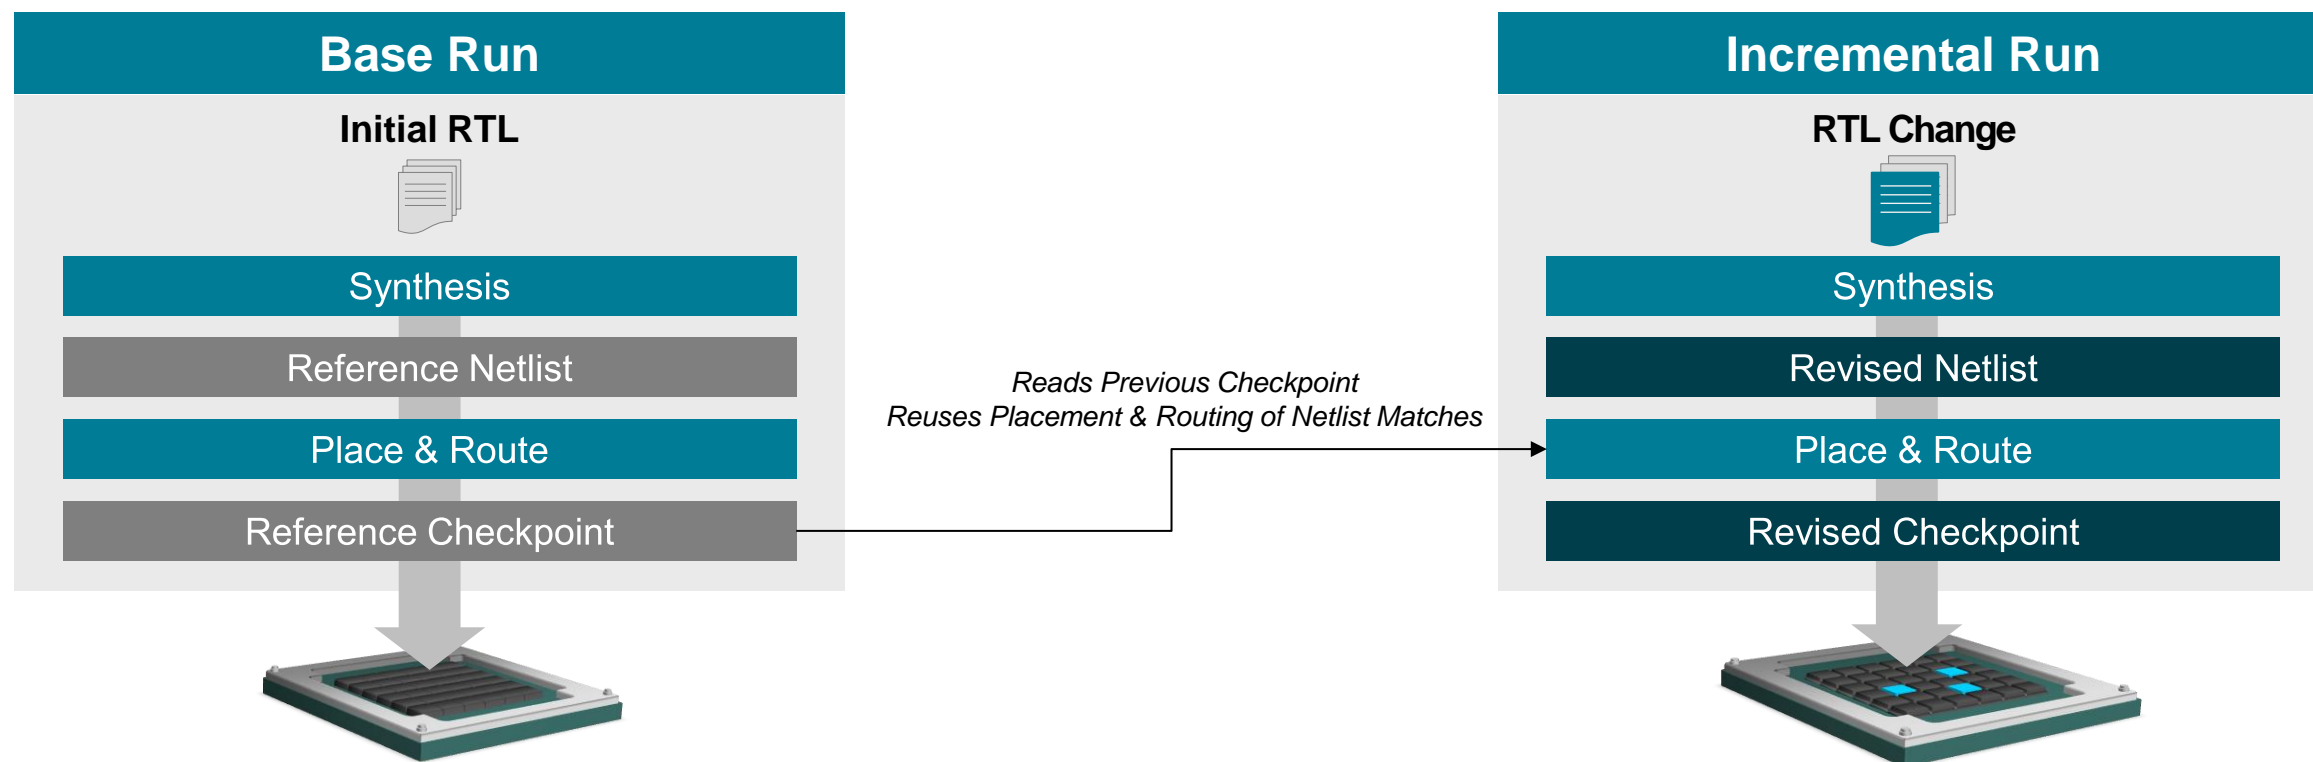 Base Run
Initial RTL
Synthesis
Reference Netlist
Place & Route
Reference Checkpoint
Reads Previous Checkpoint
Reuses Placement & Routing of Netlist Matches
Incremental Run
RTL Change
Synthesis
Revised Netlist
Place & Route
Revised Checkpoint